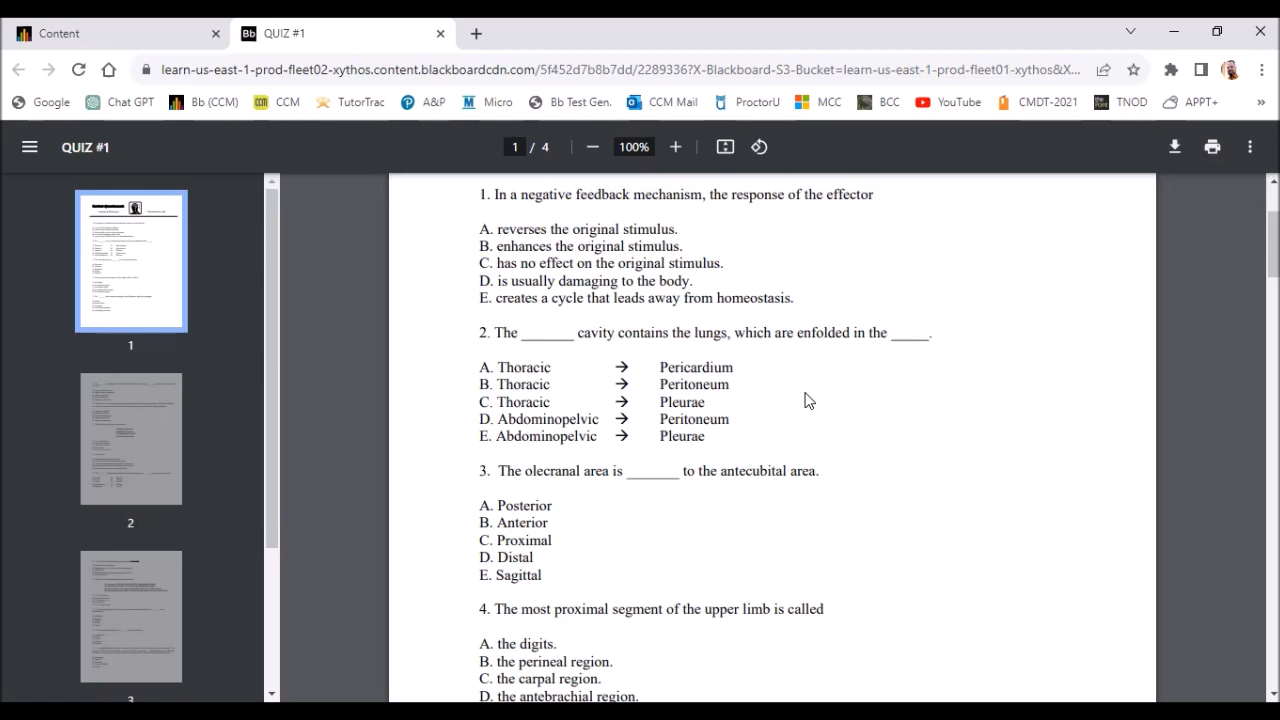 Content
Bb QUIZ #1
learn-us-east-1-prod-fleet02-xythos.content.blackboardcdn.com/5f452d7b8b7dd/2289336?X-Blackboard-S3-Bucket=learn-us-east-1-prod-fleet01-xythos&X...
Google Chat GPT Bb (CCM) CCM TutorTrac A&P Micro Bb Test Gen. CCM Mail ProctorU MCC BCC YouTube CMDT-2021 TNOD APPT+ »
QUIZ #1 1 / 4 100%
1. In a negative feedback mechanism, the response of the effector
A. reverses the original stimulus.
B. enhances the original stimulus.
C. has no effect on the original stimulus.
D. is usually damaging to the body.
E. creates a cycle that leads away from homeostasis.
2. The _______ cavity contains the lungs, which are enfolded in the _____.
A. Thoracic → Pericardium
B. Thoracic → Peritoneum
C. Thoracic → Pleurae
D. Abdominopelvic → Peritoneum
E. Abdominopelvic → Pleurae
3. The olecranal area is _______ to the antecubital area.
A. Posterior
B. Anterior
C. Proximal
D. Distal
E. Sagittal
4. The most proximal segment of the upper limb is called
A. the digits.
B. the perineal region.
C. the carpal region.
D. the antebrachial region.
1
2
3